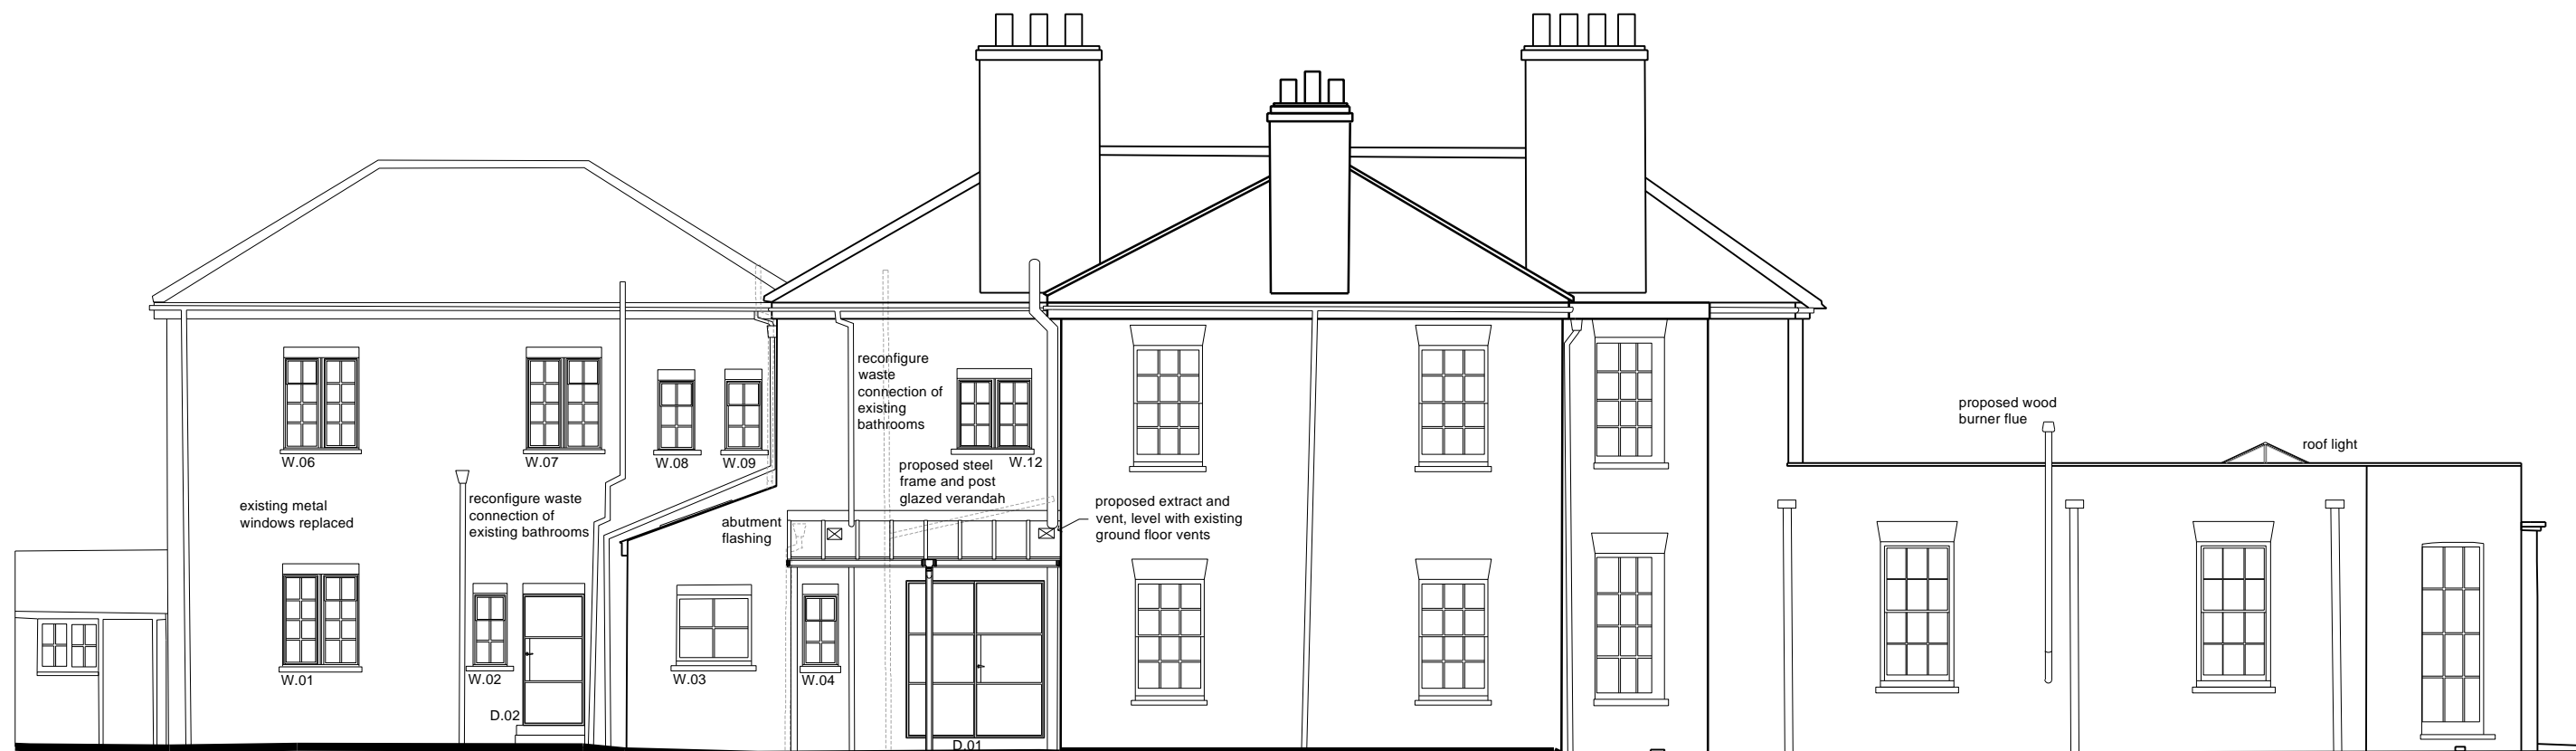 reconfigure
waste
connection of
existing
bathrooms
proposed wood
burner flue
roof light
W.06
W.07
W.08
W.09
W.12
proposed steel
frame and post
glazed verandah
existing metal
windows replaced
reconfigure waste
connection of
existing bathrooms
abutment
flashing
proposed extract and
vent, level with existing
ground floor vents
W.01
W.02
W.03
W.04
D.02
D.01